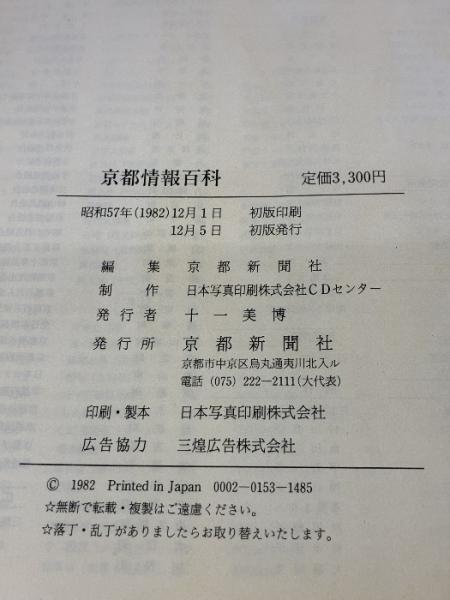 京都情報百科 定価3,300円
昭和57年(1982)12月1日 初版印刷
12月5日 初版発行
編集 京都新聞社
制作 日本写真印刷株式会社CDセンター
発行者 十一美博
発行所 京都新聞社
京都市中京区烏丸通夷川北入ル
電話 (075) 222－2111(大代表)
印刷・製本 日本写真印刷株式会社
広告協力 三煌広告株式会社
© 1982 Printed in Japan 0002－0153－1485
☆無断で転載・複製はご遠慮ください。
☆落丁・乱丁がありましたらお取り替えいたします。